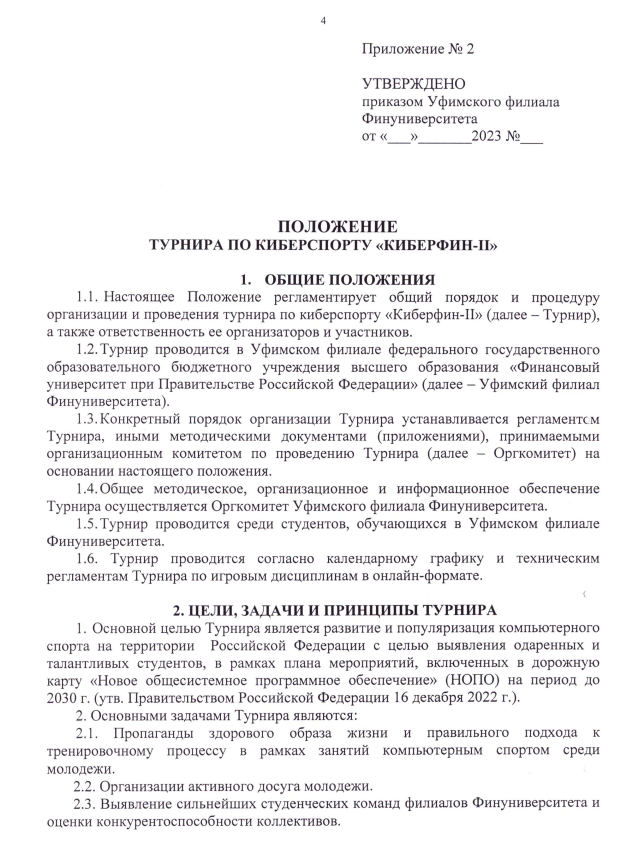 4
Приложение № 2
УТВЕРЖДЕНО
приказом Уфимского филиала
Финуниверситета
от «___»_______2023 №___
ПОЛОЖЕНИЕ
ТУРНИРА ПО КИБЕРСПОРТУ «КИБЕРФИН-II»
1. ОБЩИЕ ПОЛОЖЕНИЯ
1.1. Настоящее Положение регламентирует общий порядок и процедуру
организации и проведения турнира по киберспорту «Киберфин-II» (далее – Турнир),
а также ответственность ее организаторов и участников.
1.2. Турнир проводится в Уфимском филиале федерального государственного
образовательного бюджетного учреждения высшего образования «Финансовый
университет при Правительстве Российской Федерации» (далее – Уфимский филиал
Финуниверситета).
1.3. Конкретный порядок организации Турнира устанавливается регламентом
Турнира, иными методическими документами (приложениями), принимаемыми
организационным комитетом по проведению Турнира (далее – Оргкомитет) на
основании настоящего положения.
1.4. Общее методическое, организационное и информационное обеспечение
Турнира осуществляется Оргкомитет Уфимского филиала Финуниверситета.
1.5. Турнир проводится среди студентов, обучающихся в Уфимском филиале
Финуниверситета.
1.6. Турнир проводится согласно календарному графику и техническим
регламентам Турнира по игровым дисциплинам в онлайн-формате.
2. ЦЕЛИ, ЗАДАЧИ И ПРИНЦИПЫ ТУРНИРА
1. Основной целью Турнира является развитие и популяризация компьютерного
спорта на территории Российской Федерации с целью выявления одаренных и
талантливых студентов, в рамках плана мероприятий, включенных в дорожную
карту «Новое общесистемное программное обеспечение» (НОПО) на период до
2030 г. (утв. Правительством Российской Федерации 16 декабря 2022 г.).
2. Основными задачами Турнира являются:
2.1. Пропаганды здорового образа жизни и правильного подхода к
тренировочному процессу в рамках занятий компьютерным спортом среди
молодежи.
2.2. Организации активного досуга молодежи.
2.3. Выявление сильнейших студенческих команд филиалов Финуниверситета и
оценки конкурентоспособности коллективов.